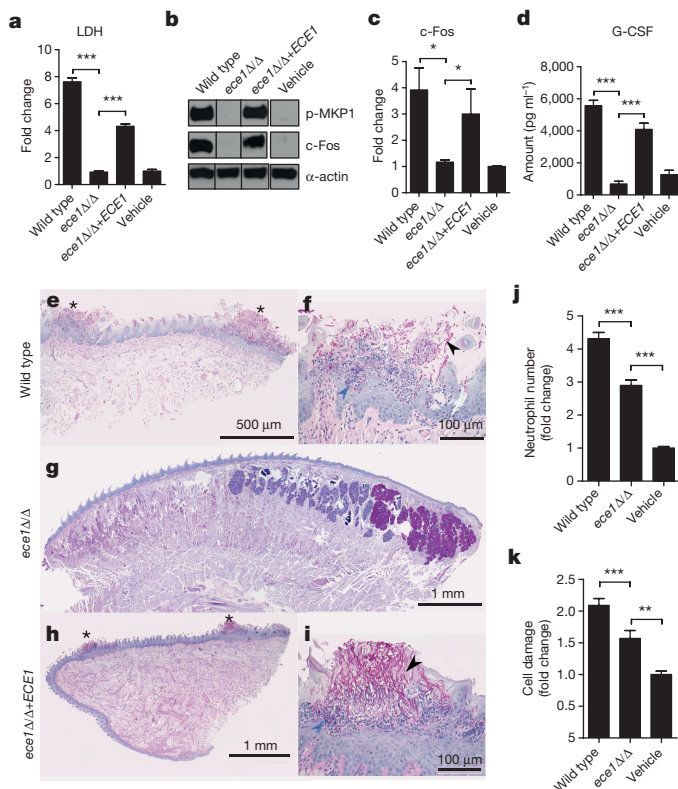 a
LDH
Fold change
10
8
6
4
2
0
***
***
Wild type
ece1Δ/Δ
ece1Δ/Δ+ECE1
Vehicle
b
Wild type
ece1Δ/Δ
ece1Δ/Δ+ECE1
Vehicle
p-MKP1
c-Fos
α-actin
c
c-Fos
Fold change
5
4
3
2
1
0
*
*
Wild type
ece1Δ/Δ
ece1Δ/Δ+ECE1
Vehicle
d
G-CSF
Amount (pg ml⁻¹)
8,000
6,000
4,000
2,000
0
***
***
Wild type
ece1Δ/Δ
ece1Δ/Δ+ECE1
Vehicle
e
*
*
Wild type
500 μm
f
100 μm
g
ece1Δ/Δ
1 mm
h
*
*
ece1Δ/Δ+ECE1
1 mm
i
100 μm
j
Neutrophil number
(fold change)
5
4
3
2
1
0
***
***
Wild type
ece1Δ/Δ
Vehicle
k
Cell damage
(fold change)
2.5
2.0
1.5
1.0
5
5
***
**
Wild type
ece1Δ/Δ
Vehicle